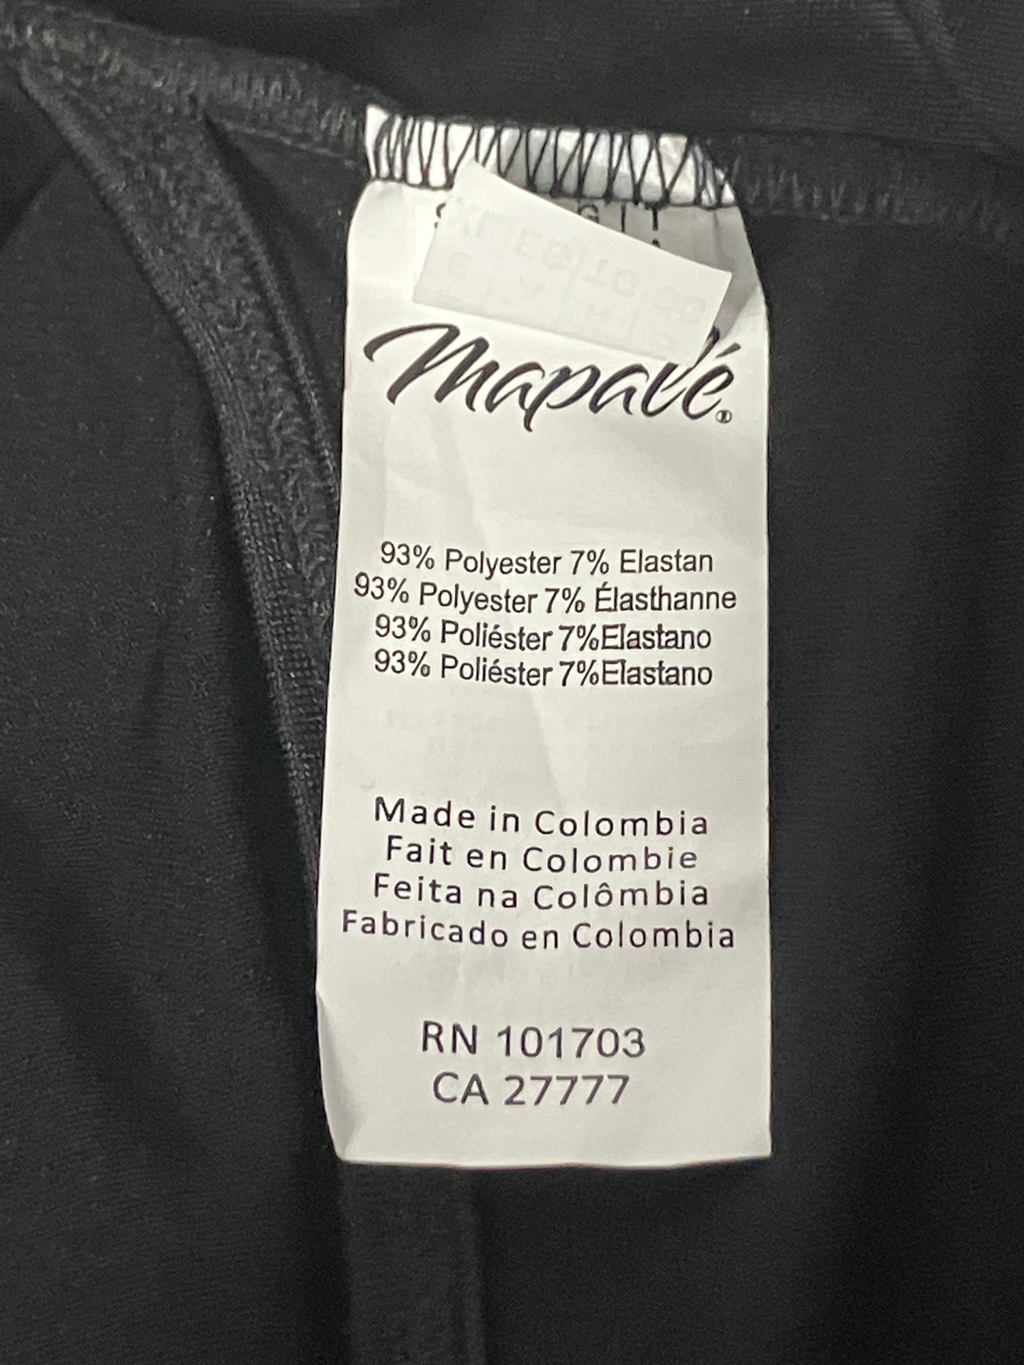 Mapalé®
93% Polyester 7% Elastan
93% Polyester 7% Élasthanne
93% Poliéster 7%Elastano
93% Poliéster 7%Elastano
Made in Colombia
Fait en Colombie
Feita na Colômbia
Fabricado en Colombia
RN 101703
CA 27777